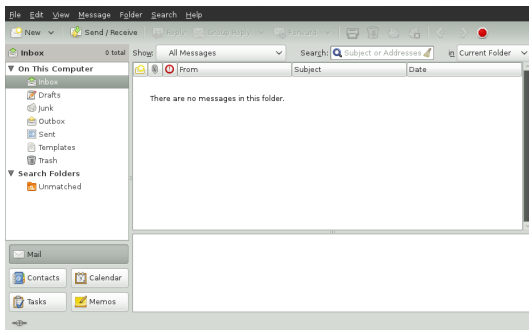 File Edit View Message Folder Search Help
New Send / Receive Reply Group Reply Forward
Inbox 0 total Show: All Messages Search: Subject or Addresses in Current Folder
On This Computer
From Subject Date
Inbox
Drafts
Junk
Outbox
Sent
Templates
Trash
Search Folders
Unmatched
There are no messages in this folder.
Mail
Contacts Calendar
Tasks Memos